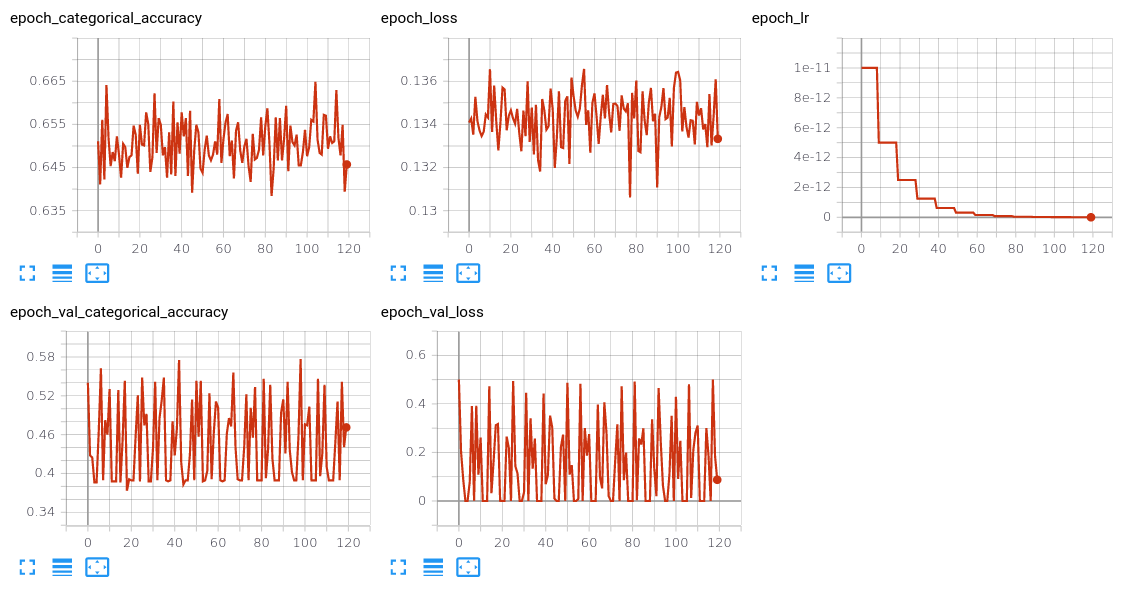 epoch_categorical_accuracy
0.665
0.655
0.645
0.635
0 20 40 60 80 100 120
epoch_loss
0.136
0.134
0.132
0.13
0 20 40 60 80 100 120
epoch_lr
1e-11
8e-12
6e-12
4e-12
2e-12
0
0 20 40 60 80 100 120
epoch_val_categorical_accuracy
0.58
0.52
0.46
0.4
0.34
0 20 40 60 80 100 120
epoch_val_loss
0.6
0.4
0.2
0
0 20 40 60 80 100 120